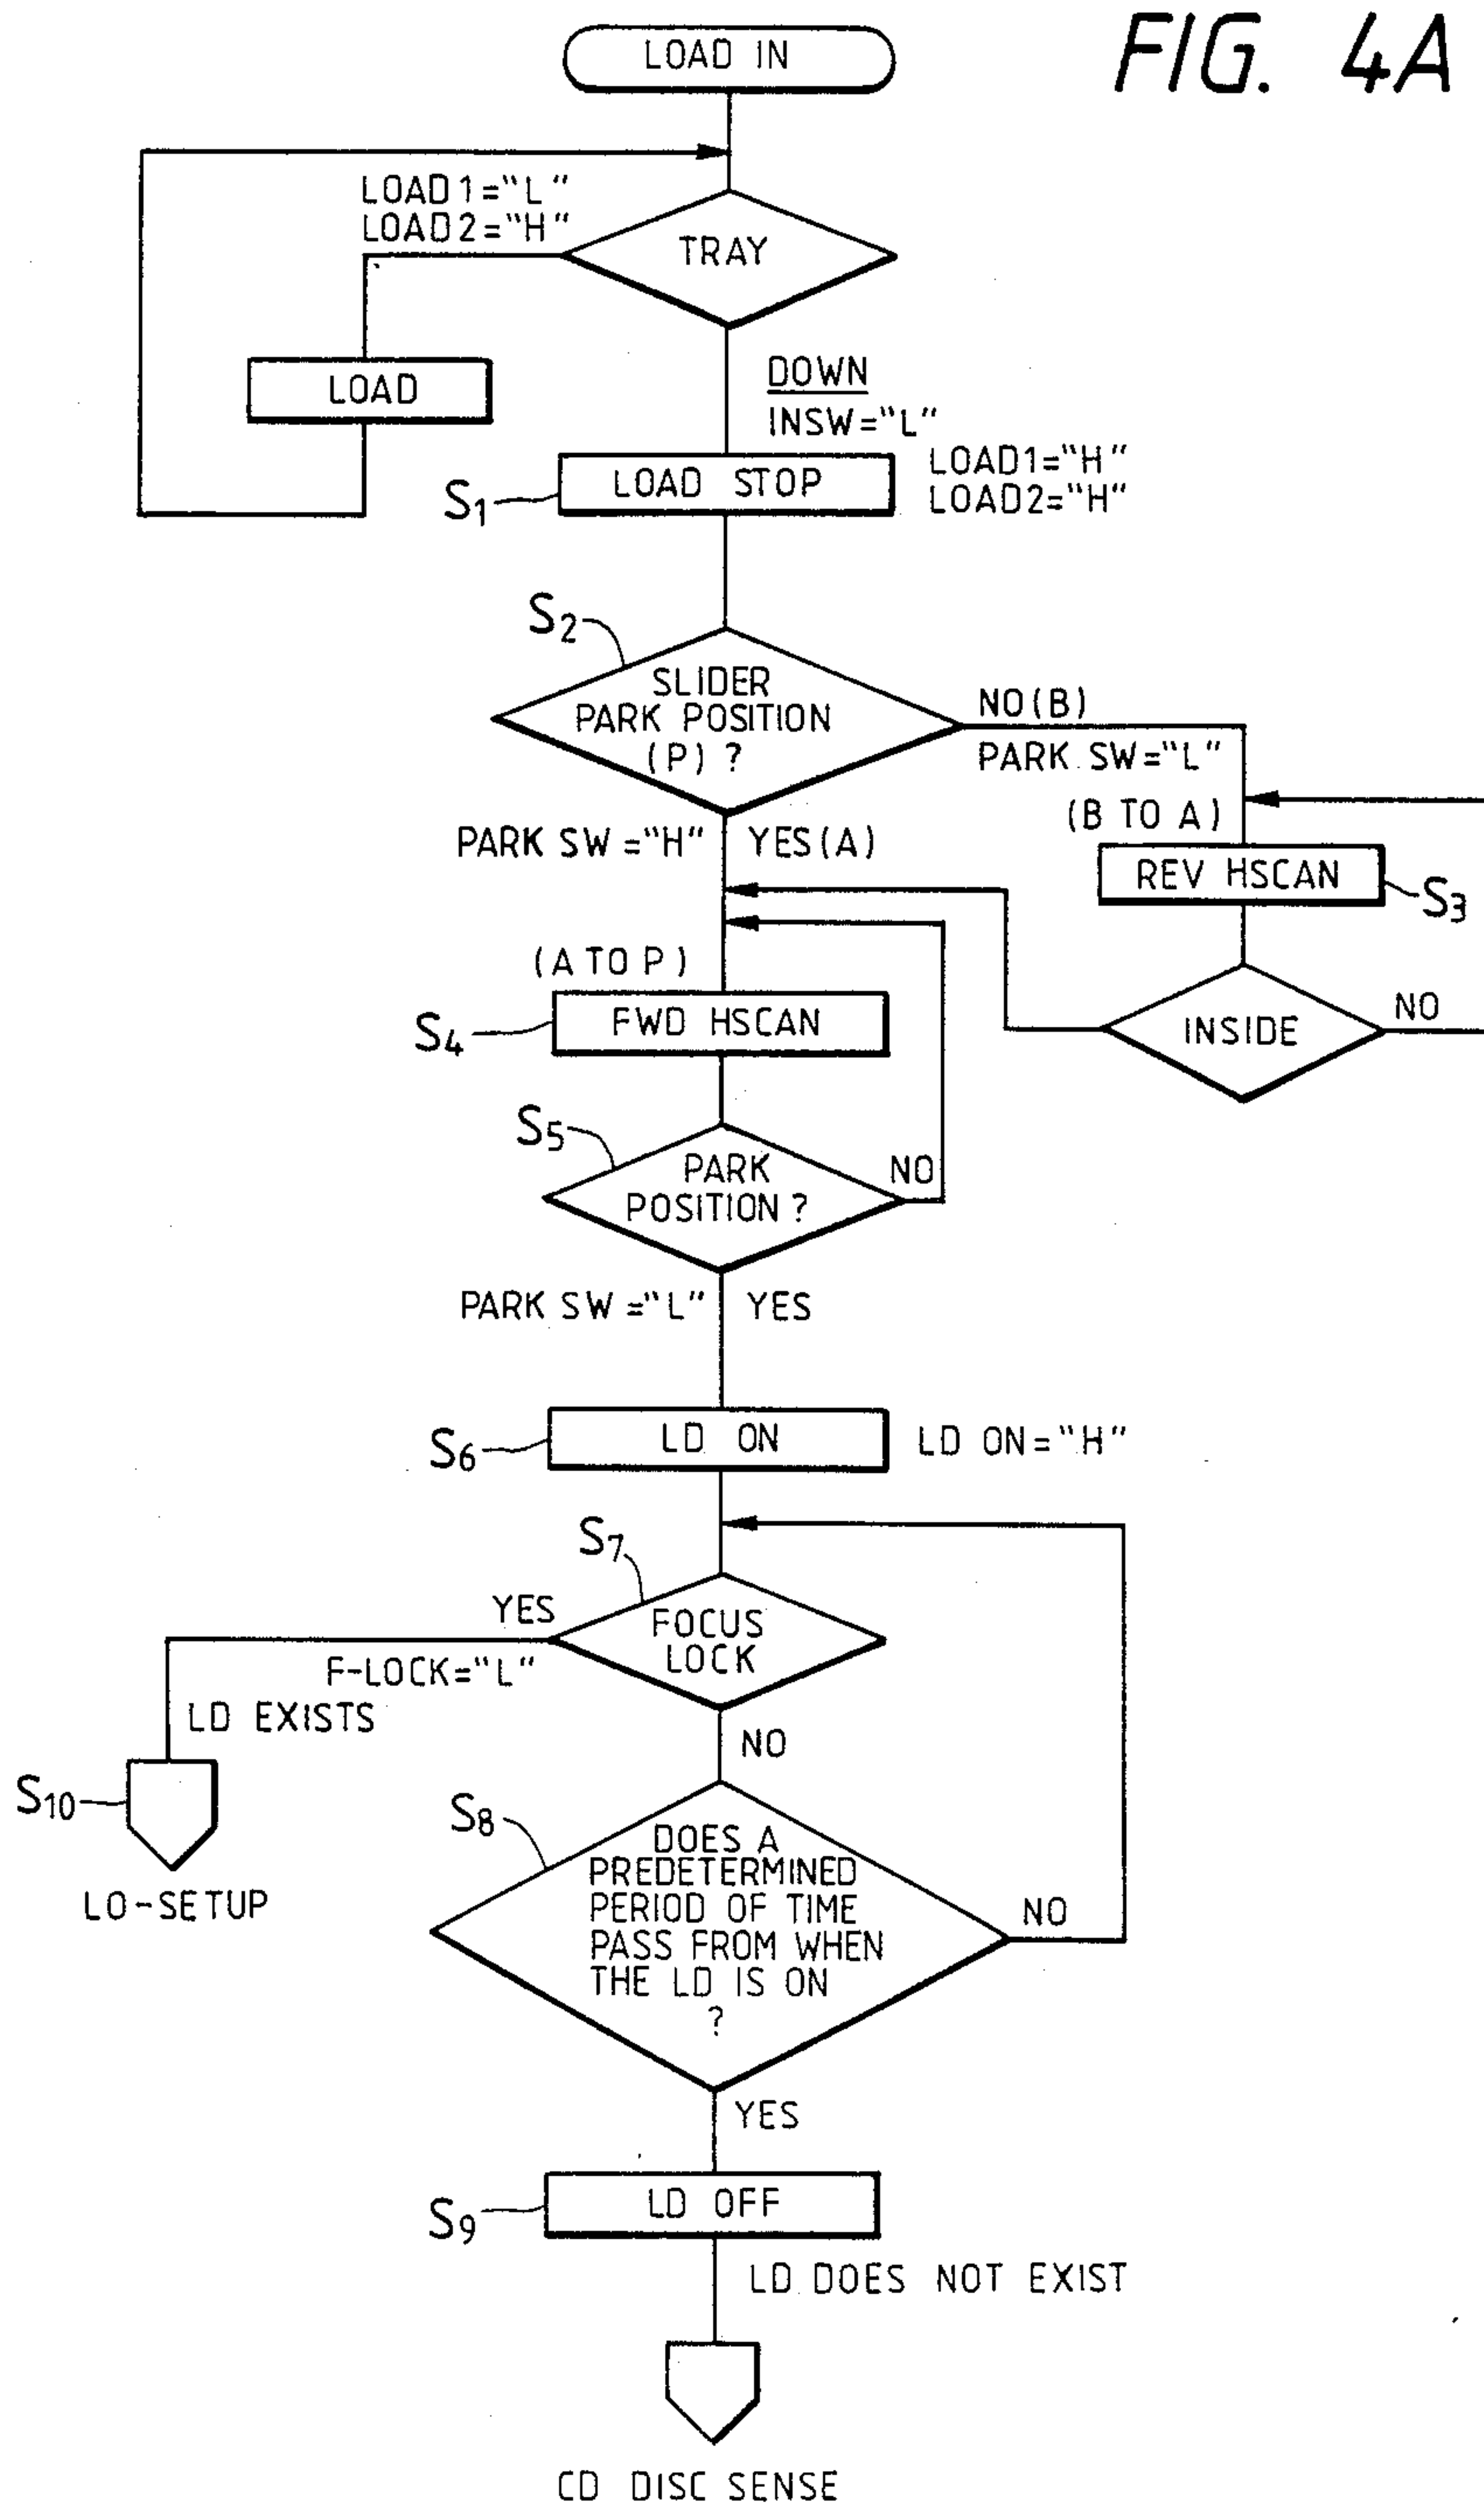 FIG. 4A
LOAD IN
LOAD1="L"
LOAD2="H"
TRAY
LOAD
DOWN
INSW="L"
S1
LOAD STOP
LOAD1="H"
LOAD2="H"
S2
SLIDER
PARK POSITION
(P) ?
NO(B)
PARK SW="L"
PARK SW="H"
YES(A)
(B TO A)
REV HSCAN
S3
(A TO P)
S4
FWD HSCAN
INSIDE
NO
S5
PARK
POSITION?
NO
PARK SW="L"
YES
S6
LD ON
LD ON="H"
S7
YES
FOCUS
LOCK
F-LOCK="L"
LD EXISTS
NO
S10
LO-SETUP
S8
DOES A
PREDETERMINED
PERIOD OF TIME
PASS FROM WHEN
THE LD IS ON
?
NO
YES
S9
LD OFF
LD DOES NOT EXIST
CD DISC SENSE